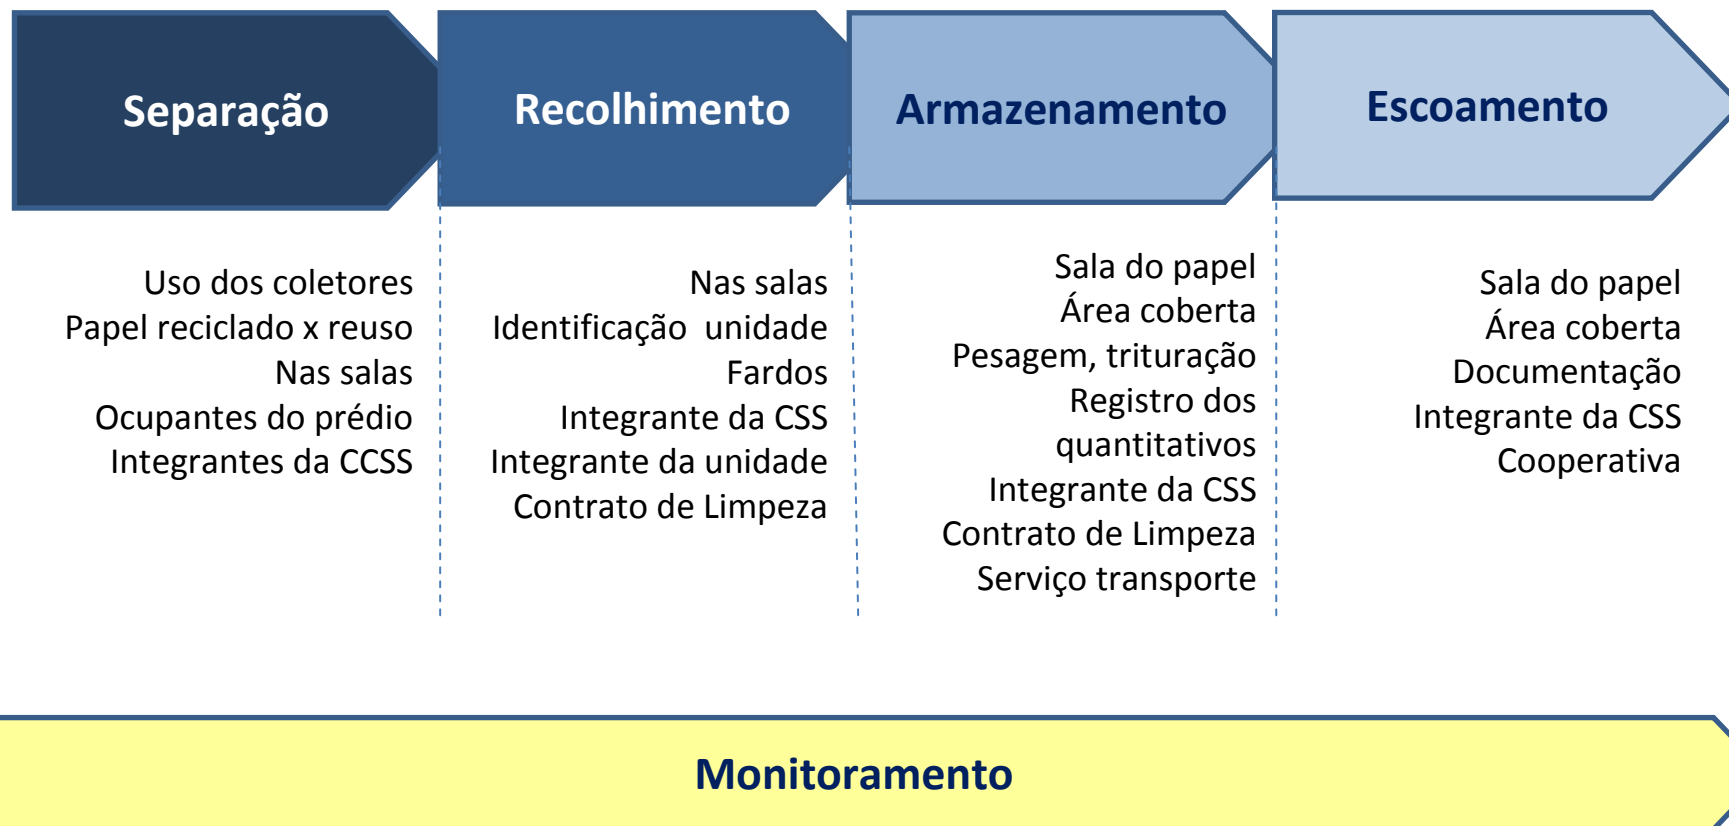 Separação
Recolhimento
Armazenamento
Escoamento
Uso dos coletores
Papel reciclado x reuso
Nas salas
Ocupantes do prédio
Integrantes da CCSS
Nas salas
Identificação  unidade
Fardos
Integrante da CSS
Integrante da unidade
Contrato de Limpeza
Sala do papel
Área coberta
Pesagem, trituração
Registro dos
quantitativos
Integrante da CSS
Contrato de Limpeza
Serviço transporte
Sala do papel
Área coberta
Documentação
Integrante da CSS
Cooperativa
Monitoramento